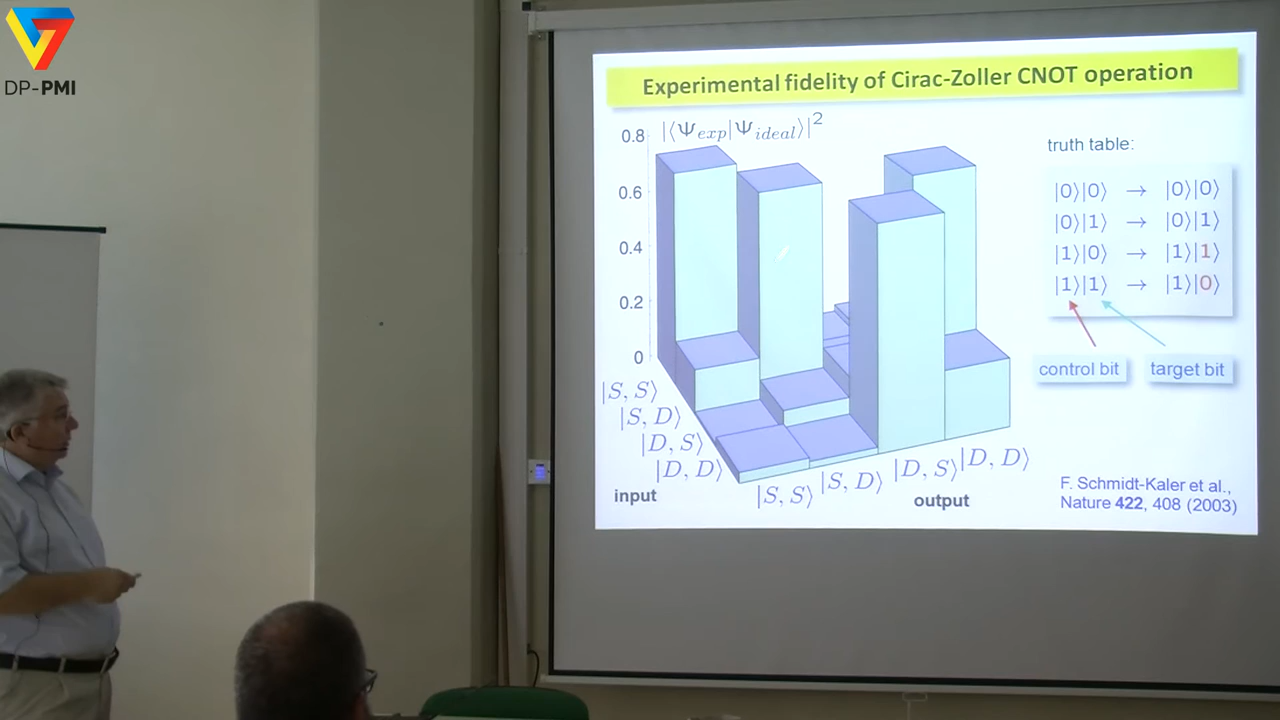 DP-PMI
Experimental fidelity of Cirac-Zoller CNOT operation
|⟨Ψexp|Ψideal⟩|²
0.8
0.6
0.4
0.2
0
|S, S⟩
|S, D⟩
|D, S⟩
|D, D⟩
input
|S, S⟩
|S, D⟩
|D, S⟩
|D, D⟩
output
truth table:
|0⟩|0⟩ → |0⟩|0⟩
|0⟩|1⟩ → |0⟩|1⟩
|1⟩|0⟩ → |1⟩|1⟩
|1⟩|1⟩ → |1⟩|0⟩
control bit
target bit
F. Schmidt-Kaler et al.,
Nature 422, 408 (2003)